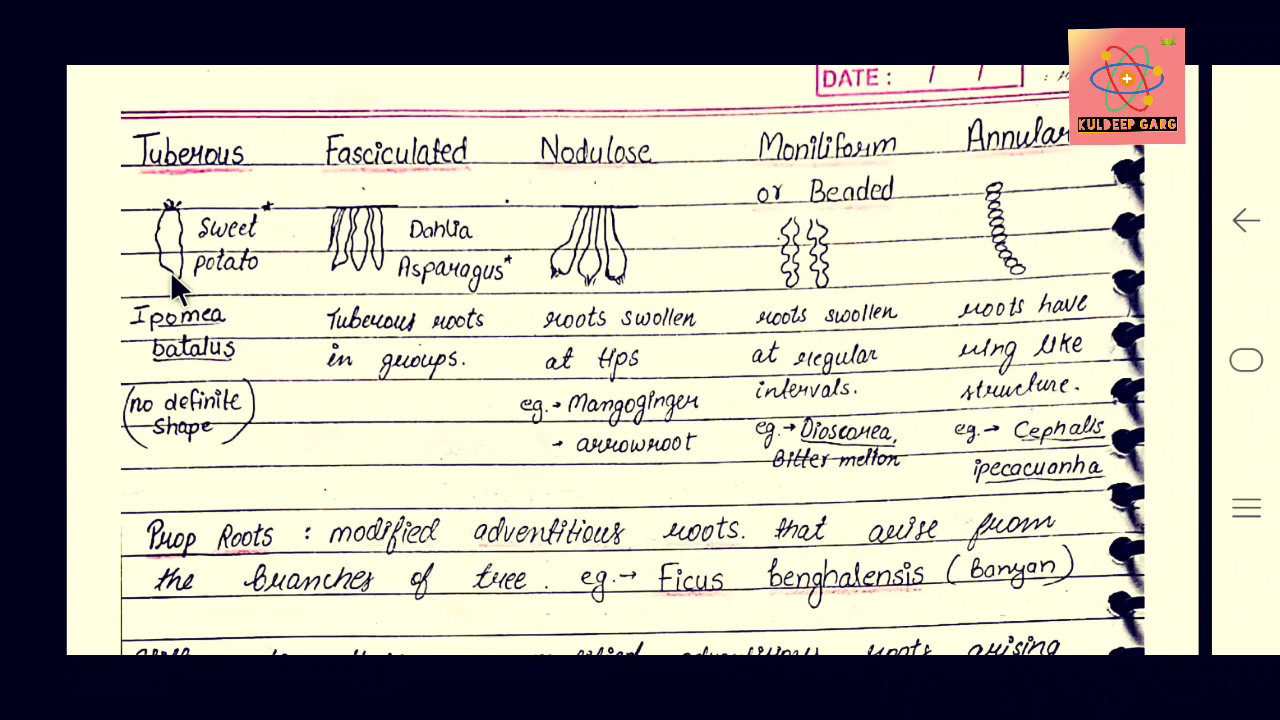 DATE :
KULDEEP GARG
Tuberous Fasciculated Nodulose Moniliform Annular
or Beaded
Sweet * Dahlia
potato Asparagus*
Ipomea Tuberous roots roots swollen roots swollen roots have
batalus in groups. at tips at regular ring like
(no definite eg.→ Mangoginger intervals. structure.
shape) → arrowroot eg.→ Dioscorea, eg.→ Cephalis
Bitter melton ipecacuanha
Prop Roots : modified adventitious roots. that arise from
the branches of tree. eg.→ Ficus benghalensis (Banyan)
roots arising